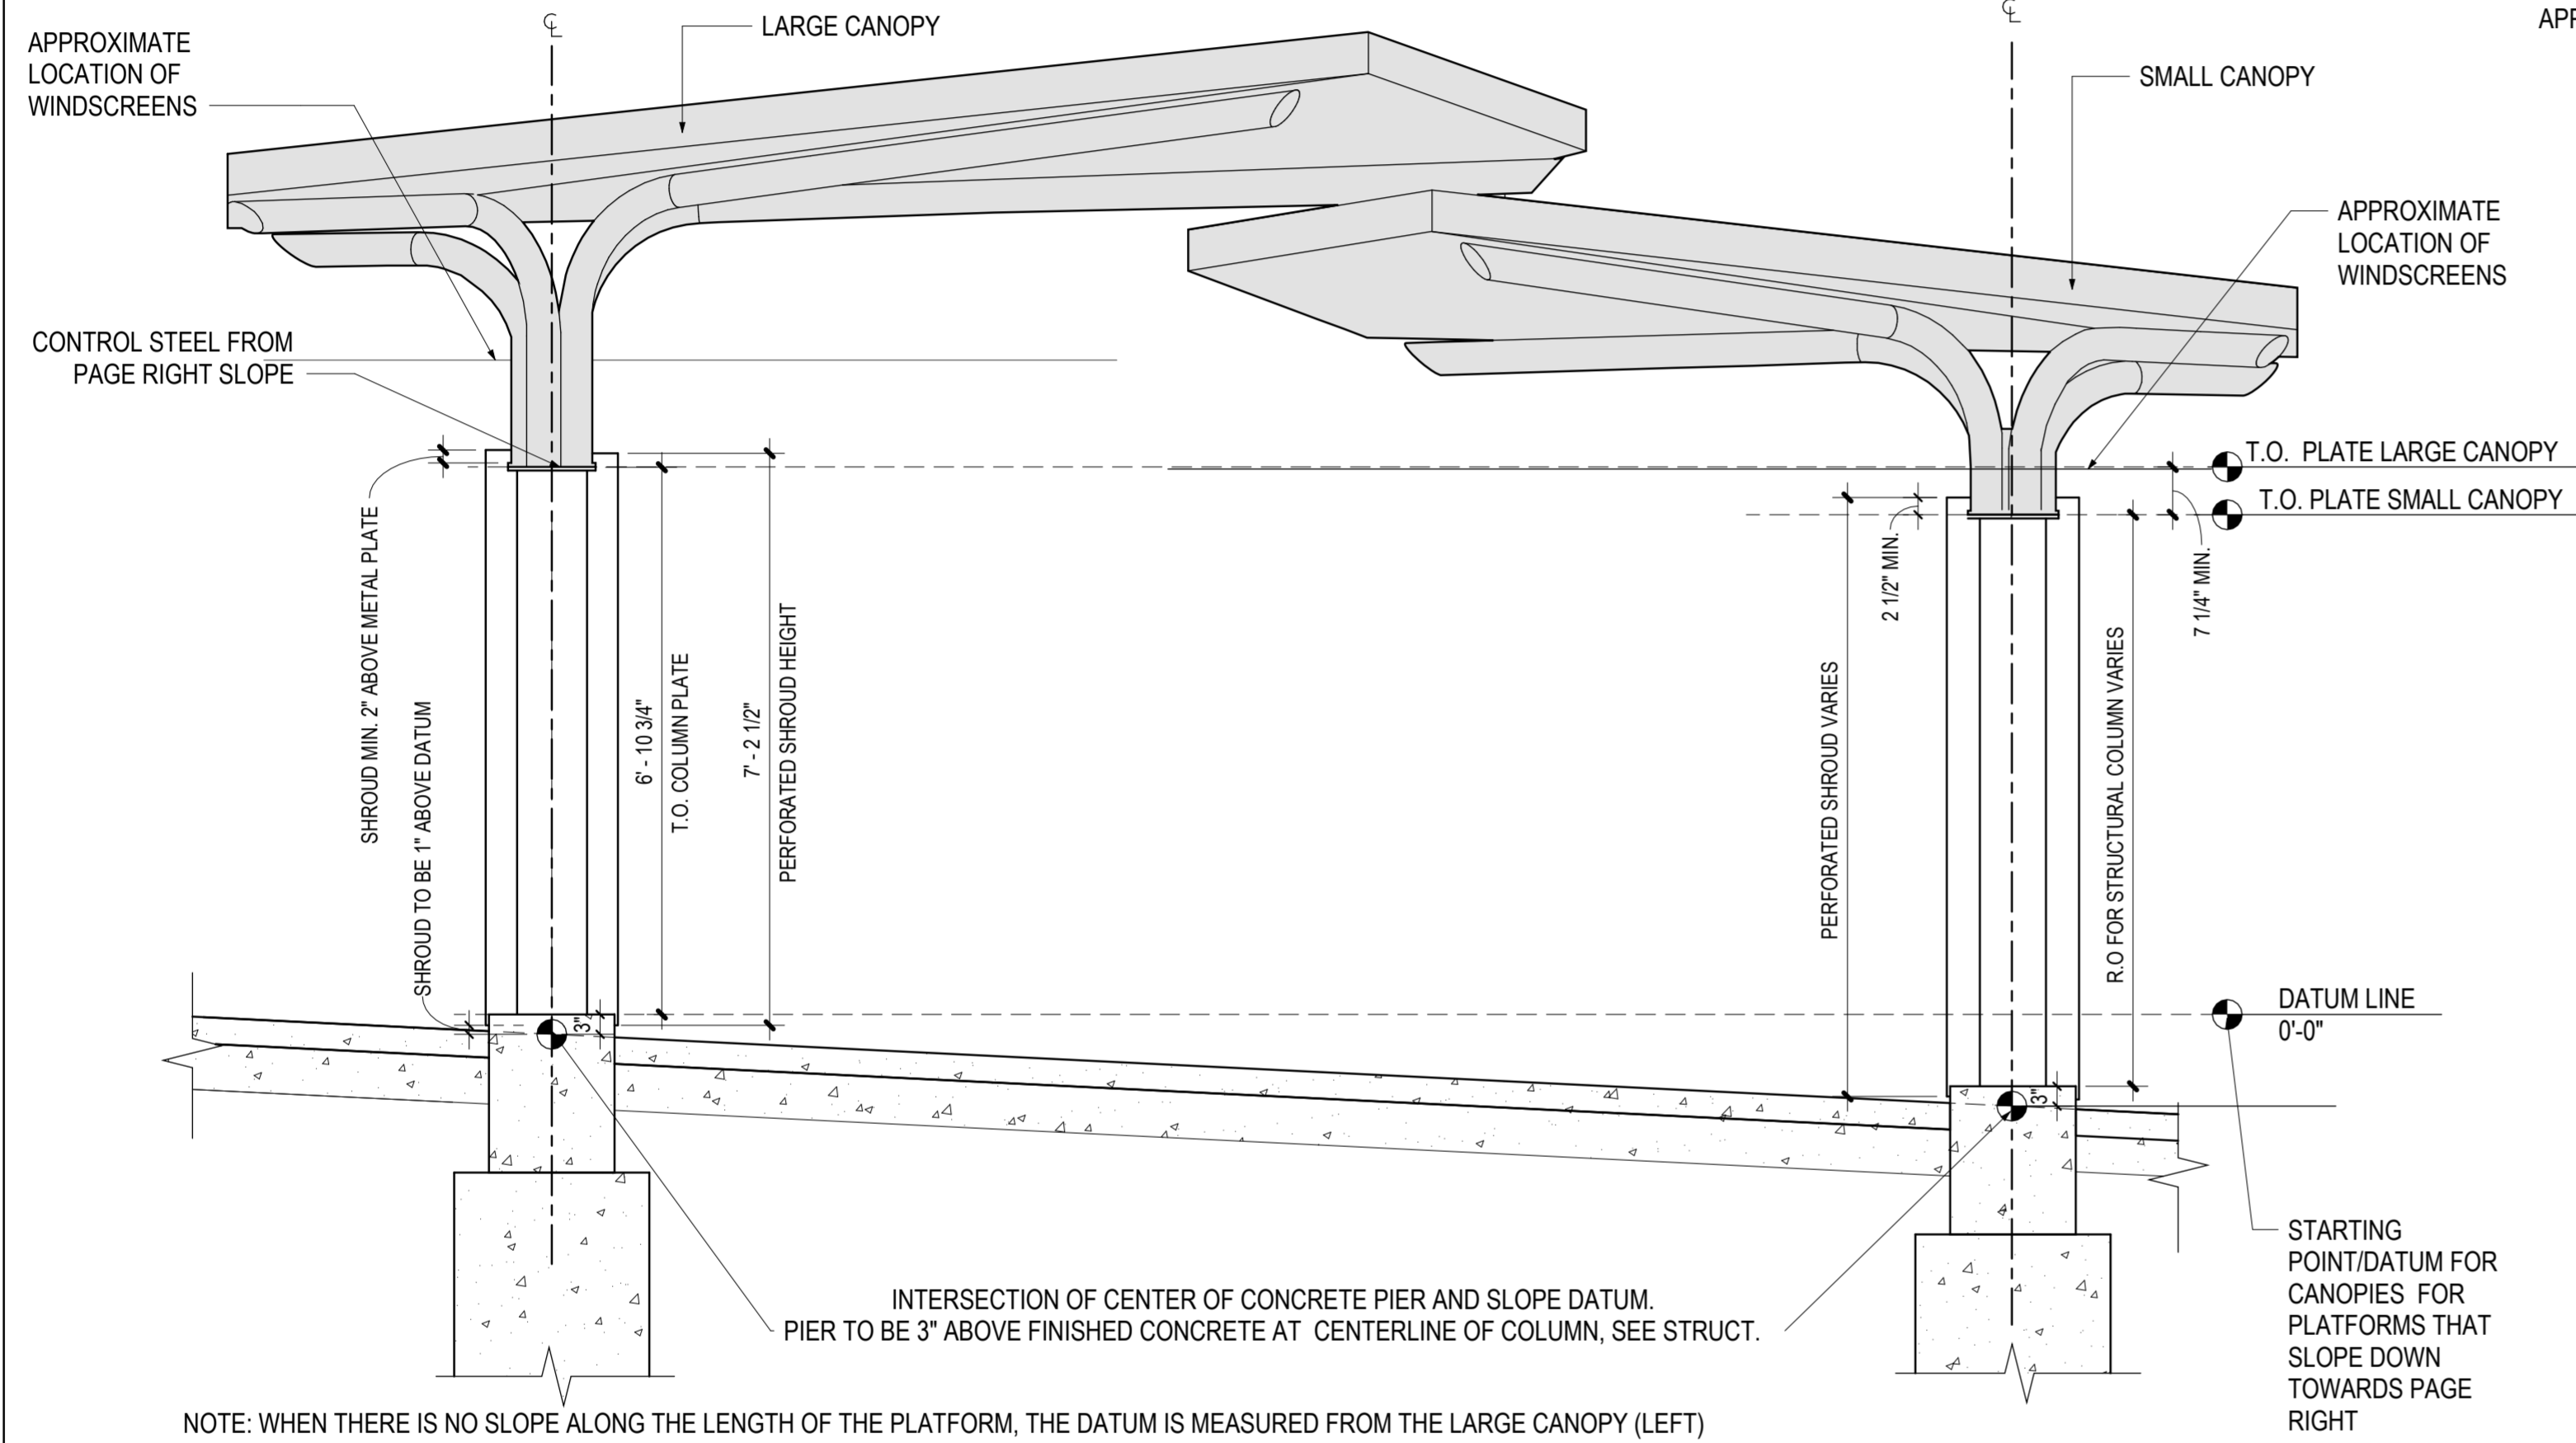 ℄
℄
APPROXIMATE
LOCATION OF
WINDSCREENS
LARGE CANOPY
SMALL CANOPY
APPROXIMATE
LOCATION OF
WINDSCREENS
CONTROL STEEL FROM
PAGE RIGHT SLOPE
T.O.  PLATE LARGE CANOPY
T.O. PLATE SMALL CANOPY
SHROUD MIN. 2" ABOVE METAL PLATE
SHROUD TO BE 1" ABOVE DATUM
6' - 10 3/4"
T.O. COLUMN PLATE
7' - 2 1/2"
PERFORATED SHROUD HEIGHT
PERFORATED SHROUD VARIES
2 1/2" MIN.
R.O FOR STRUCTURAL COLUMN VARIES
7 1/4" MIN.
DATUM LINE
0'-0"
3"
3"
STARTING
POINT/DATUM FOR
CANOPIES  FOR
PLATFORMS THAT
SLOPE DOWN
TOWARDS PAGE
RIGHT
INTERSECTION OF CENTER OF CONCRETE PIER AND SLOPE DATUM.
PIER TO BE 3" ABOVE FINISHED CONCRETE AT  CENTERLINE OF COLUMN, SEE STRUCT.
NOTE: WHEN THERE IS NO SLOPE ALONG THE LENGTH OF THE PLATFORM, THE DATUM IS MEASURED FROM THE LARGE CANOPY (LEFT)